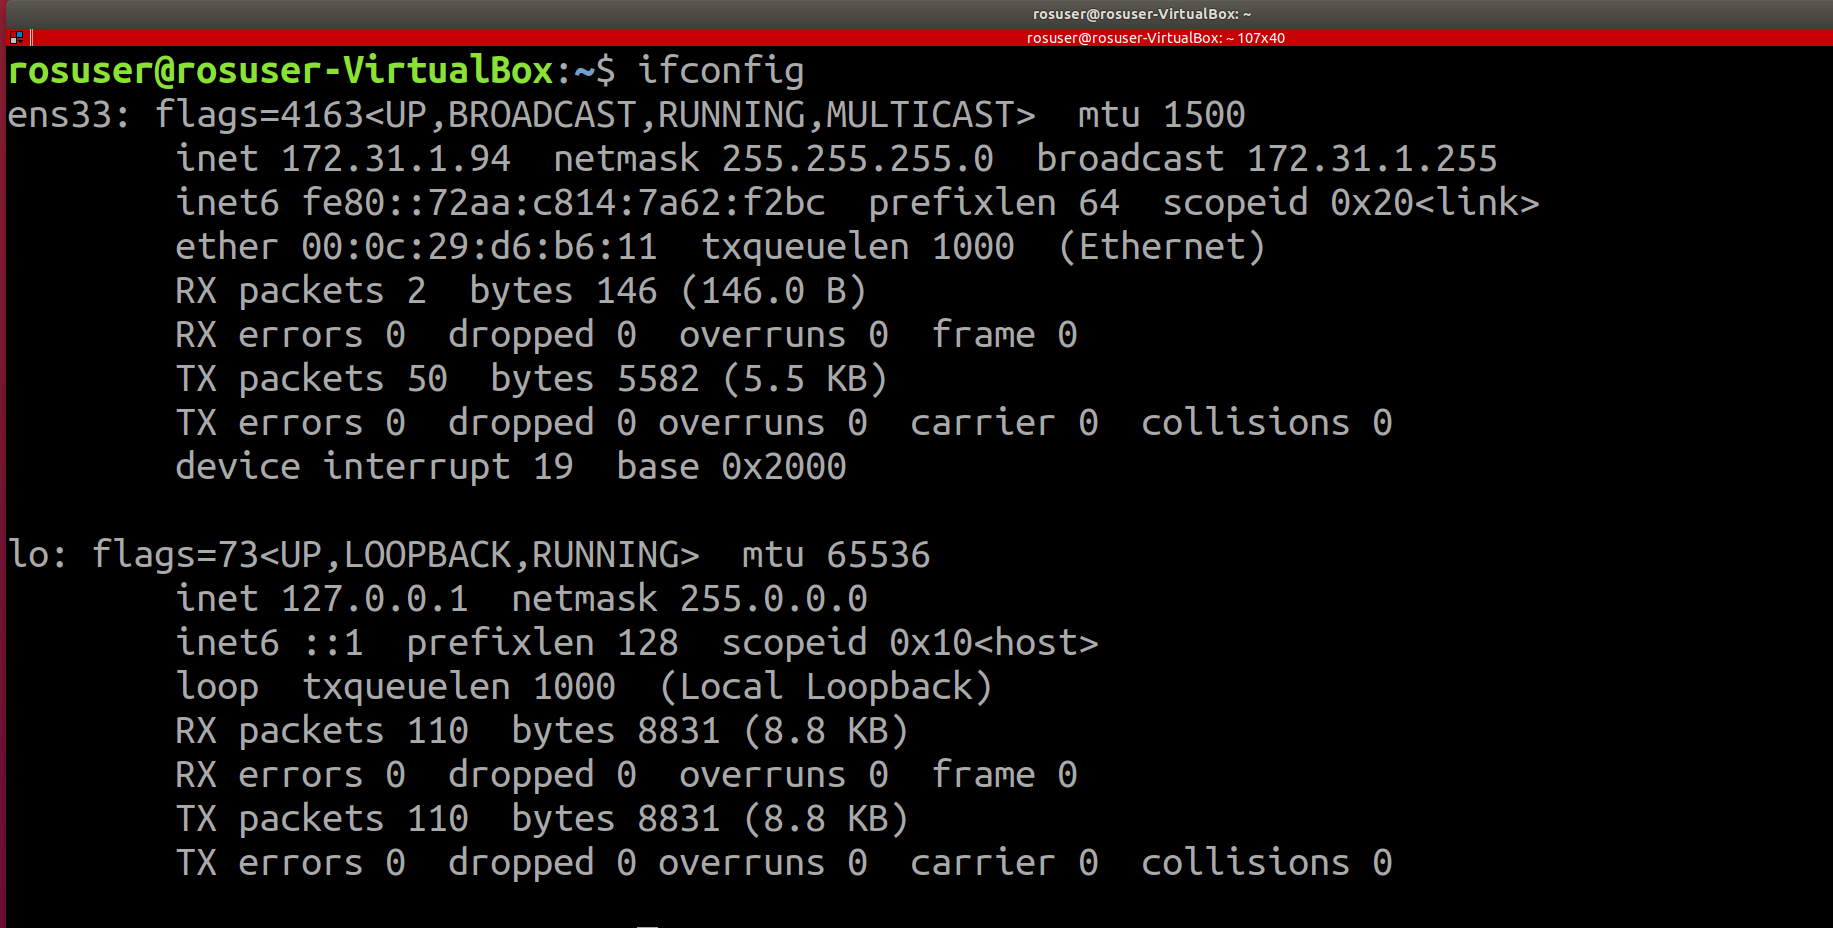 rosuser@rosuser-VirtualBox: ~
rosuser@rosuser-VirtualBox: ~ 107x40
rosuser@rosuser-VirtualBox:~$ ifconfig
ens33: flags=4163<UP,BROADCAST,RUNNING,MULTICAST>  mtu 1500
        inet 172.31.1.94  netmask 255.255.255.0  broadcast 172.31.1.255
        inet6 fe80::72aa:c814:7a62:f2bc  prefixlen 64  scopeid 0x20<link>
        ether 00:0c:29:d6:b6:11  txqueuelen 1000  (Ethernet)
        RX packets 2  bytes 146 (146.0 B)
        RX errors 0  dropped 0  overruns 0  frame 0
        TX packets 50  bytes 5582 (5.5 KB)
        TX errors 0  dropped 0 overruns 0  carrier 0  collisions 0
        device interrupt 19  base 0x2000

lo: flags=73<UP,LOOPBACK,RUNNING>  mtu 65536
        inet 127.0.0.1  netmask 255.0.0.0
        inet6 ::1  prefixlen 128  scopeid 0x10<host>
        loop  txqueuelen 1000  (Local Loopback)
        RX packets 110  bytes 8831 (8.8 KB)
        RX errors 0  dropped 0  overruns 0  frame 0
        TX packets 110  bytes 8831 (8.8 KB)
        TX errors 0  dropped 0 overruns 0  carrier 0  collisions 0